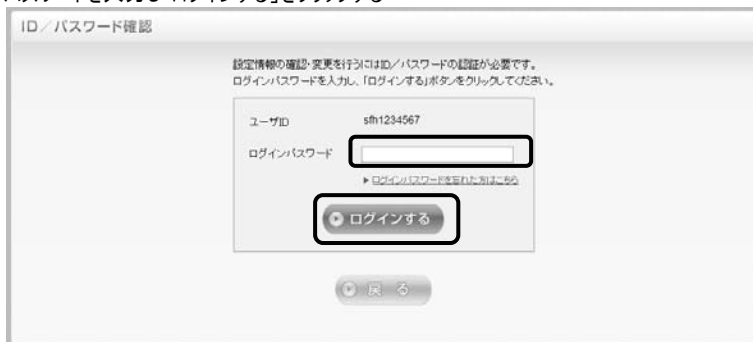 ID/パスワード確認
設定情報の確認・変更を行うにはID/パスワードの認証が必要です。
ログインパスワードを入力し、「ログインする」ボタンをクリックしてください。
ユーザID sfh1234567
ログインパスワード
▶ログインパスワードを忘れた方はこちら
ログインする
戻る